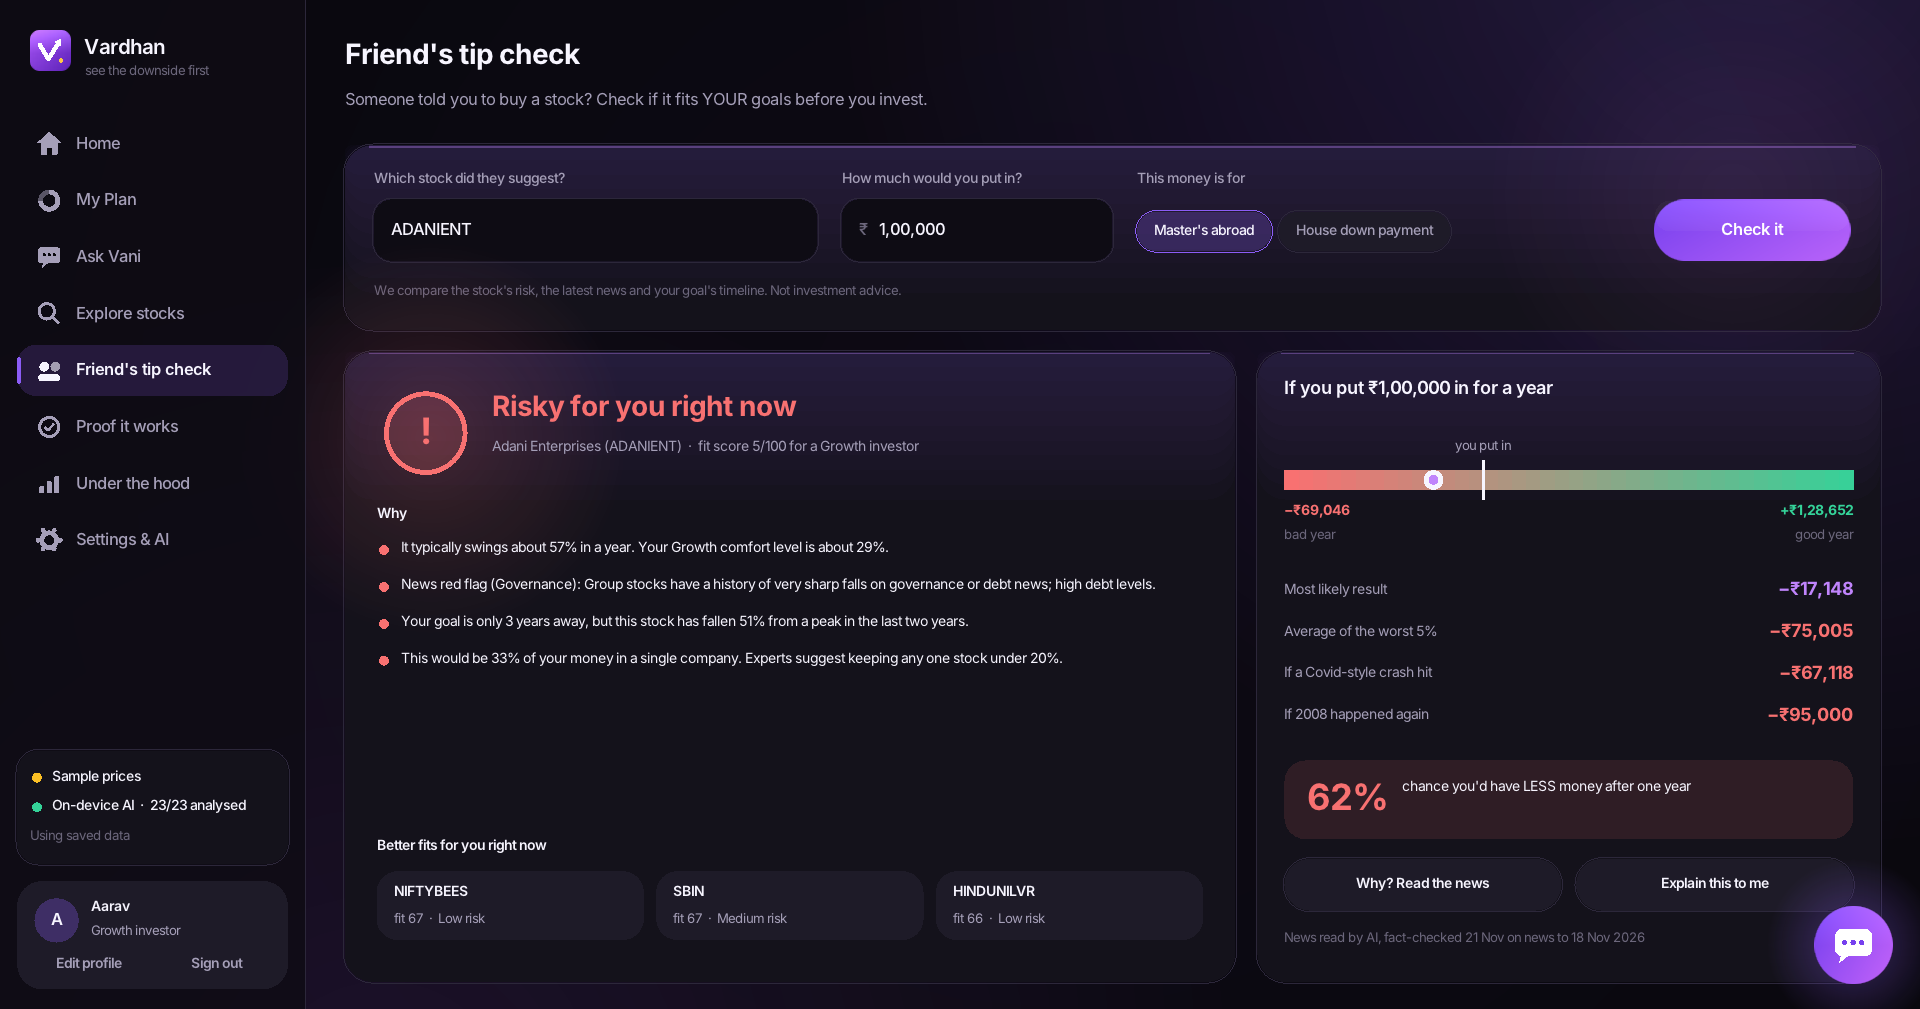 Vardhan
see the downside first
Home
My Plan
Ask Vani
Explore stocks
Friend's tip check
Proof it works
Under the hood
Settings & AI
Sample prices
On-device AI · 23/23 analysed
Using saved data
A
Aarav
Growth investor
Edit profile Sign out
Friend's tip check
Someone told you to buy a stock? Check if it fits YOUR goals before you invest.
Which stock did they suggest? How much would you put in? This money is for
ADANIENT ₹ 1,00,000 Master's abroad House down payment Check it
We compare the stock's risk, the latest news and your goal's timeline. Not investment advice.
!
Risky for you right now
Adani Enterprises (ADANIENT) · fit score 5/100 for a Growth investor
Why
It typically swings about 57% in a year. Your Growth comfort level is about 29%.
News red flag (Governance): Group stocks have a history of very sharp falls on governance or debt news; high debt levels.
Your goal is only 3 years away, but this stock has fallen 51% from a peak in the last two years.
This would be 33% of your money in a single company. Experts suggest keeping any one stock under 20%.
Better fits for you right now
NIFTYBEES
fit 67 · Low risk
SBIN
fit 67 · Medium risk
HINDUNILVR
fit 66 · Low risk
If you put ₹1,00,000 in for a year
you put in
−₹69,046 +₹1,28,652
bad year good year
Most likely result −₹17,148
Average of the worst 5% −₹75,005
If a Covid-style crash hit −₹67,118
If 2008 happened again −₹95,000
62% chance you'd have LESS money after one year
Why? Read the news Explain this to me
News read by AI, fact-checked 21 Nov on news to 18 Nov 2026